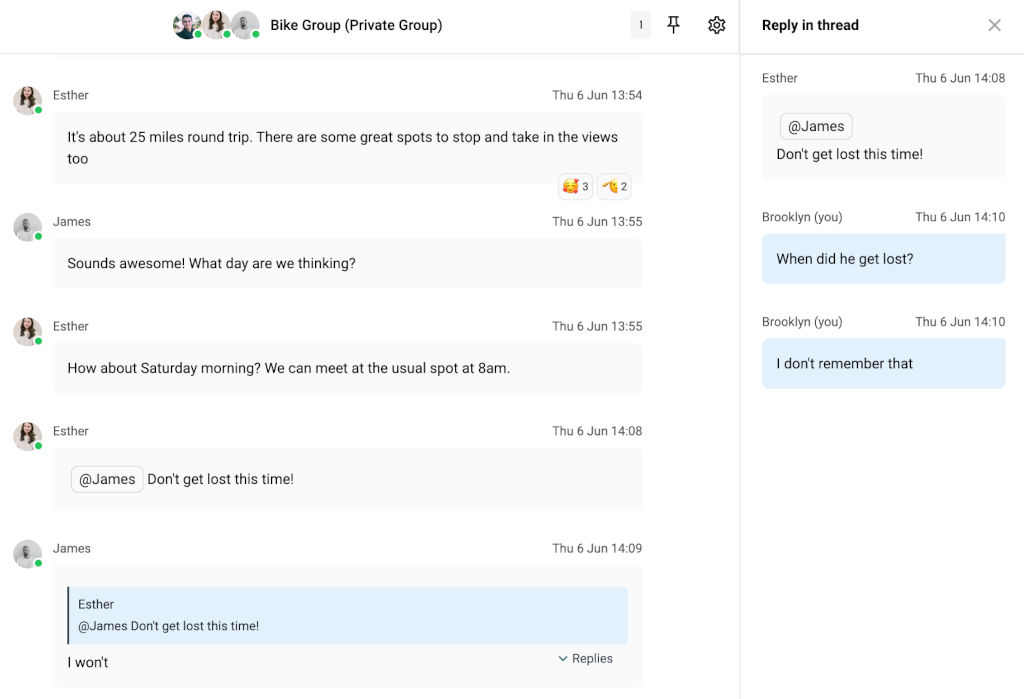 Bike Group (Private Group)
1
Esther
Thu 6 Jun 13:54
It's about 25 miles round trip. There are some great spots to stop and take in the views
too
3
2
James
Thu 6 Jun 13:55
Sounds awesome! What day are we thinking?
Esther
Thu 6 Jun 13:55
How about Saturday morning? We can meet at the usual spot at 8am.
Esther
Thu 6 Jun 14:08
@James Don't get lost this time!
James
Thu 6 Jun 14:09
Esther
@James Don't get lost this time!
I won't
Replies
Reply in thread
Esther
Thu 6 Jun 14:08
@James
Don't get lost this time!
Brooklyn (you)
Thu 6 Jun 14:10
When did he get lost?
Brooklyn (you)
Thu 6 Jun 14:10
I don't remember that